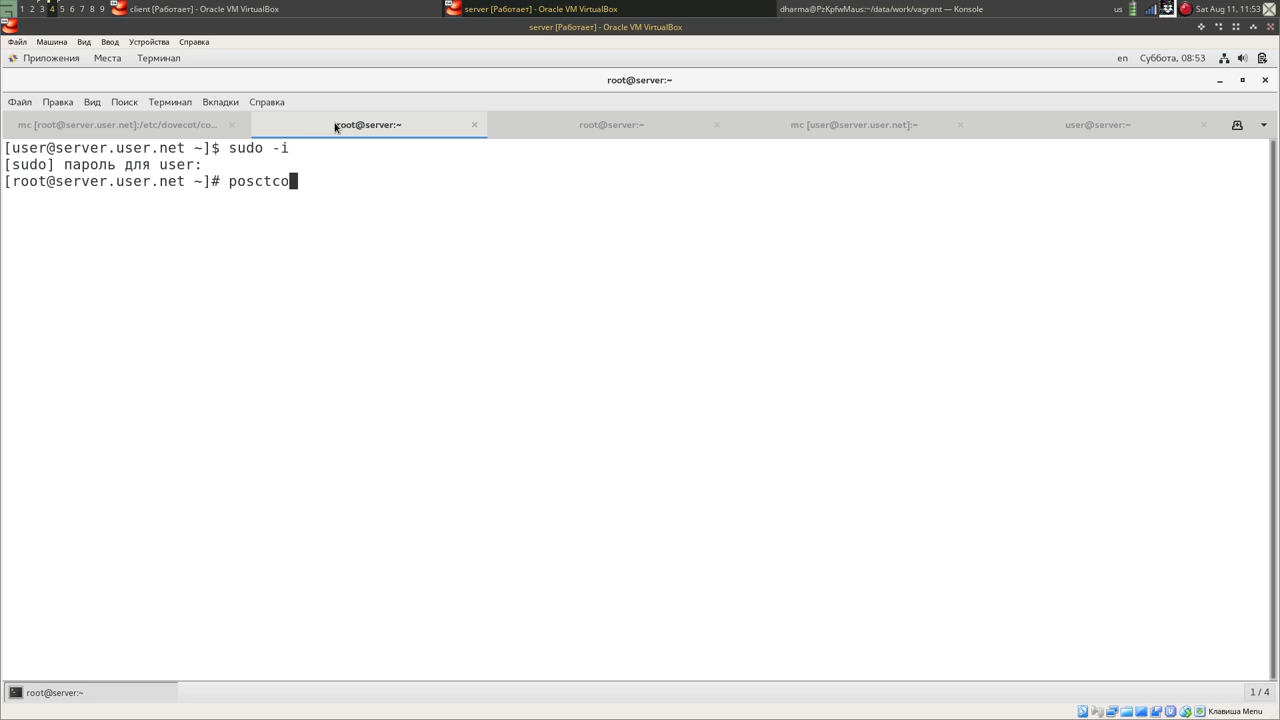 1 2 3 4 5 6 7 8 9 client [Работает] - Oracle VM VirtualBox server [Работает] - Oracle VM VirtualBox dharma@PzKpfwMaus:~/data/work/vagrant — Konsole us Sat Aug 11, 11:53
server [Работает] - Oracle VM VirtualBox
Файл Машина Вид Ввод Устройства Справка
Приложения Места Терминал en Суббота, 08:53
root@server:~
Файл Правка Вид Поиск Терминал Вкладки Справка
mc [root@server.user.net]:/etc/dovecot/co... root@server:~ root@server:~ mc [user@server.user.net]:~ user@server:~
[user@server.user.net ~]$ sudo -i
[sudo] пароль для user:
[root@server.user.net ~]# posctco
root@server:~ 1 / 4
Клавиша Menu